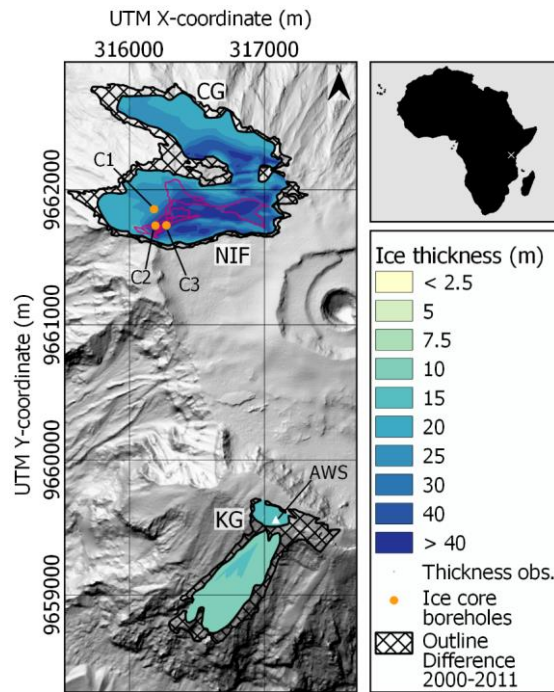 UTM X-coordinate (m)
316000
317000
UTM Y-coordinate (m)
9662000
9661000
9660000
9659000
CG
C1
C2
C3
NIF
AWS
KG
Ice thickness (m)
< 2.5
5
7.5
10
15
20
25
30
40
> 40
Thickness obs.
Ice core
boreholes
Outline
Difference
2000-2011